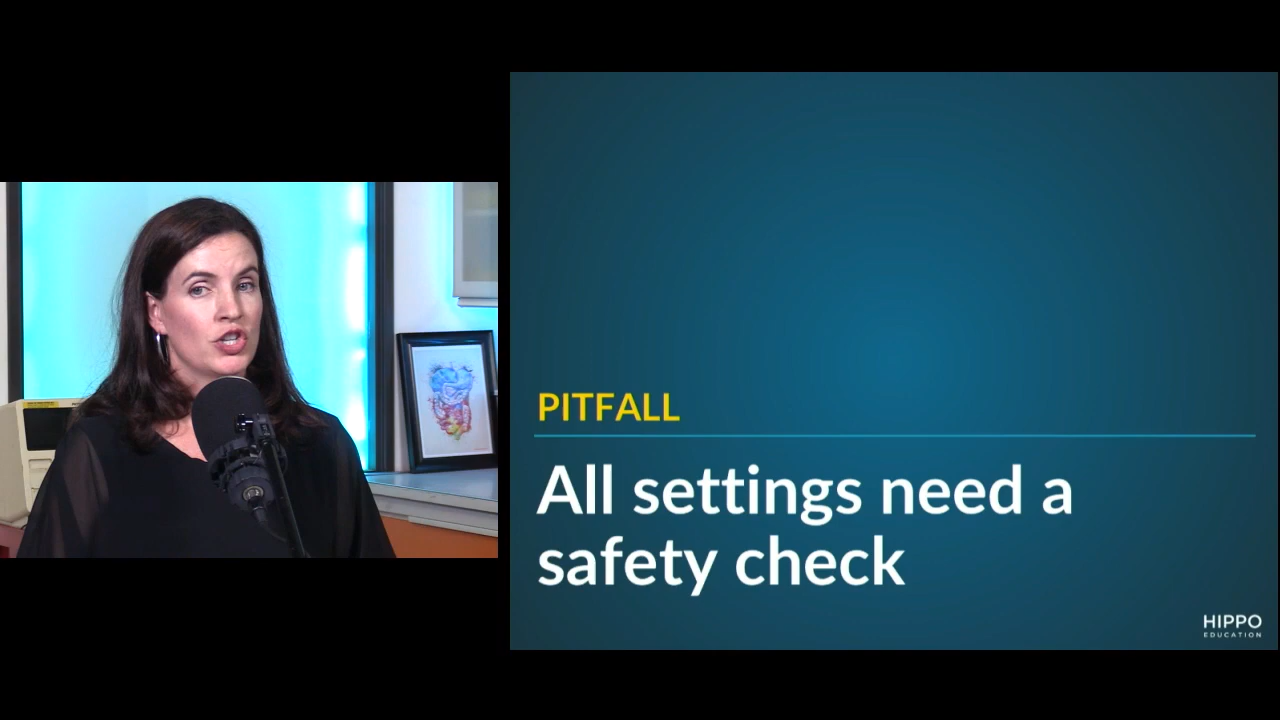 PITFALL
All settings need a
safety check
HIPPO
EDUCATION